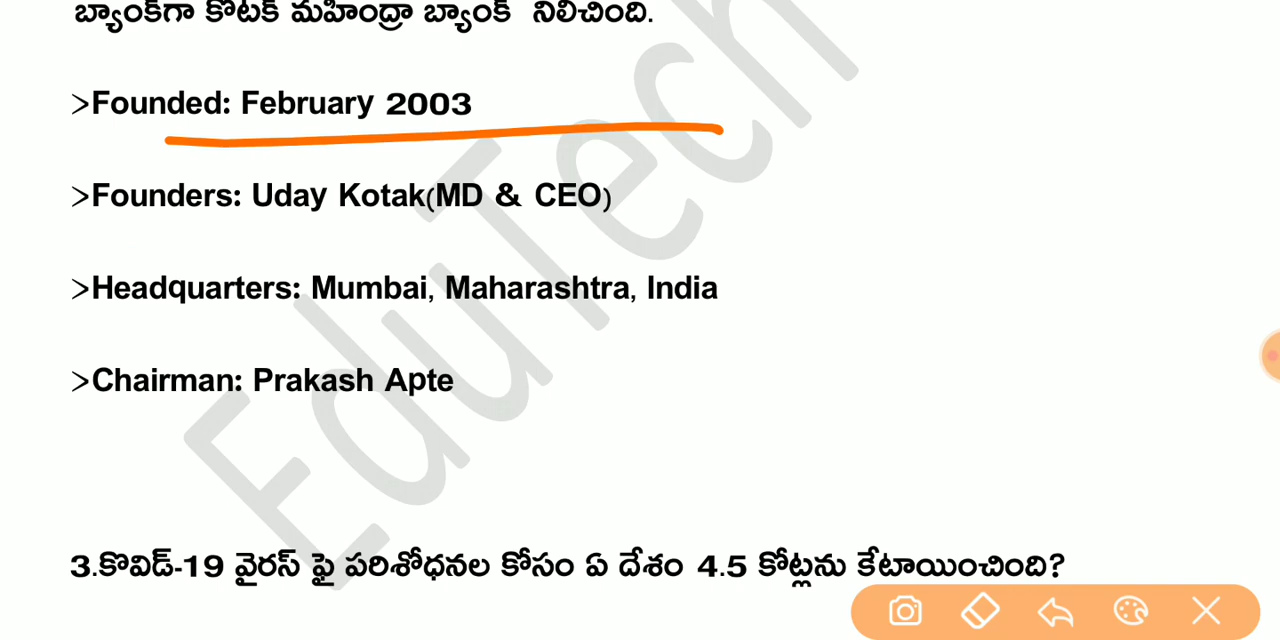 బ్యాంక్‌గా కోటక్ మహీంద్రా బ్యాంక్ నిలిచింది.
>Founded: February 2003
>Founders: Uday Kotak(MD & CEO)
>Headquarters: Mumbai, Maharashtra, India
>Chairman: Prakash Apte
EduTech
3.కొవిడ్-19 వైరస్ పై పరిశోధనల కోసం ఏ దేశం 4.5 కోట్లను కేటాయించింది?